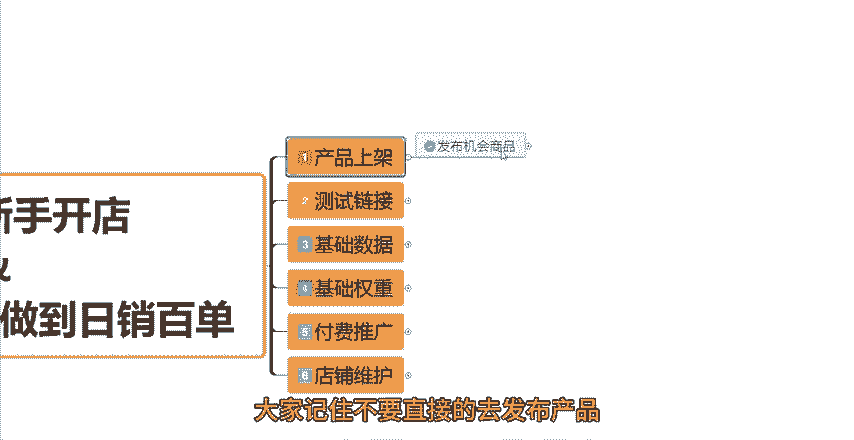 新手开店
做到日销百单
1 产品上架
发布机会商品
2 测试链接
3 基础数据
4 基础权重
5 付费推广
6 店铺维护
大家记住不要直接的去发布产品